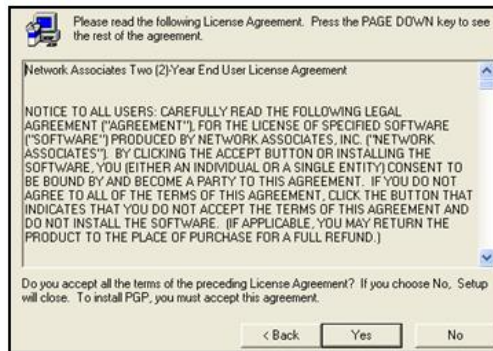 Please read the following License Agreement. Press the PAGE DOWN key to see
the rest of the agreement.
Network Associates Two (2)-Year End User License Agreement
NOTICE TO ALL USERS: CAREFULLY READ THE FOLLOWING LEGAL
AGREEMENT ("AGREEMENT"), FOR THE LICENSE OF SPECIFIED SOFTWARE
("SOFTWARE") PRODUCED BY NETWORK ASSOCIATES, INC. ("NETWORK
ASSOCIATES"). BY CLICKING THE ACCEPT BUTTON OR INSTALLING THE
SOFTWARE, YOU (EITHER AN INDIVIDUAL OR A SINGLE ENTITY) CONSENT TO
BE BOUND BY AND BECOME A PARTY TO THIS AGREEMENT. IF YOU DO NOT
AGREE TO ALL OF THE TERMS OF THIS AGREEMENT, CLICK THE BUTTON THAT
INDICATES THAT YOU DO NOT ACCEPT THE TERMS OF THIS AGREEMENT AND
DO NOT INSTALL THE SOFTWARE. (IF APPLICABLE, YOU MAY RETURN THE
PRODUCT TO THE PLACE OF PURCHASE FOR A FULL REFUND.)
Do you accept all the terms of the preceding License Agreement? If you choose No, Setup
will close. To install PGP, you must accept this agreement.
< Back Yes No